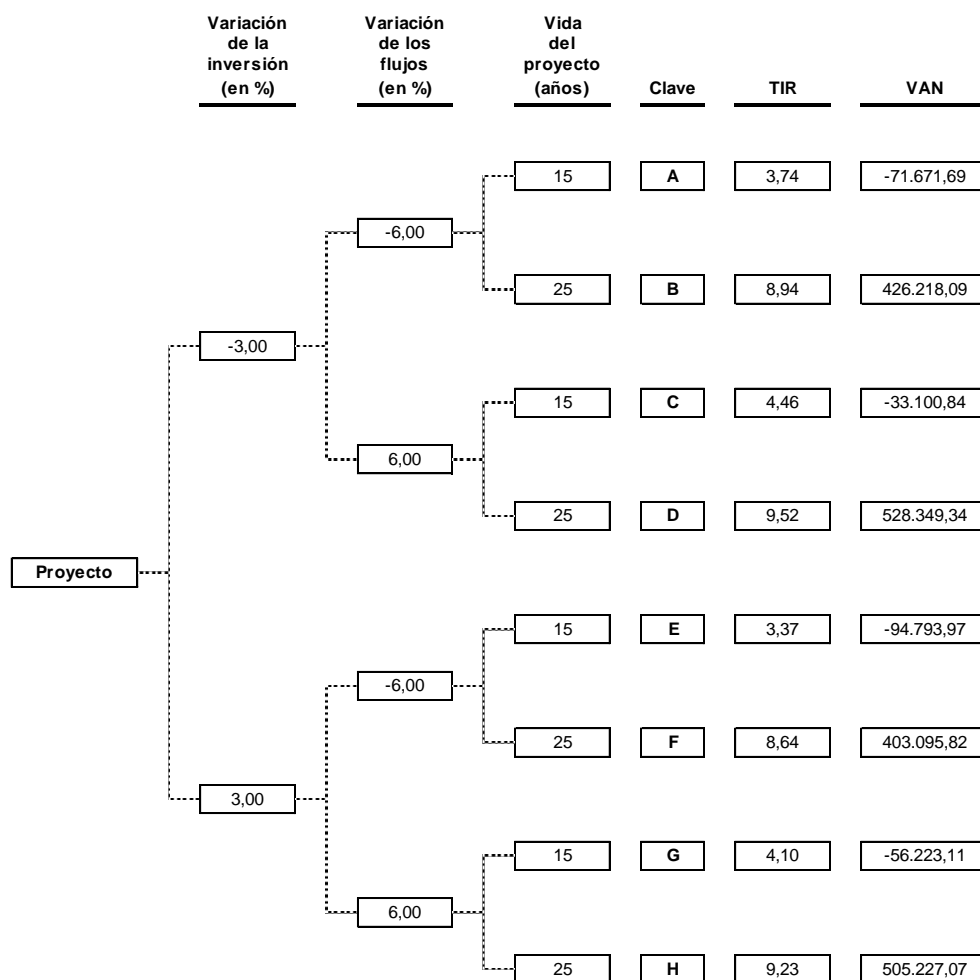 Variación de la inversión (en %)
Variación de los flujos (en %)
Vida del proyecto (años)
Clave
TIR
VAN
15 A 3,74 -71.671,69
-6,00
25 B 8,94 426.218,09
-3,00
15 C 4,46 -33.100,84
6,00
25 D 9,52 528.349,34
Proyecto
15 E 3,37 -94.793,97
-6,00
25 F 8,64 403.095,82
3,00
15 G 4,10 -56.223,11
6,00
25 H 9,23 505.227,07